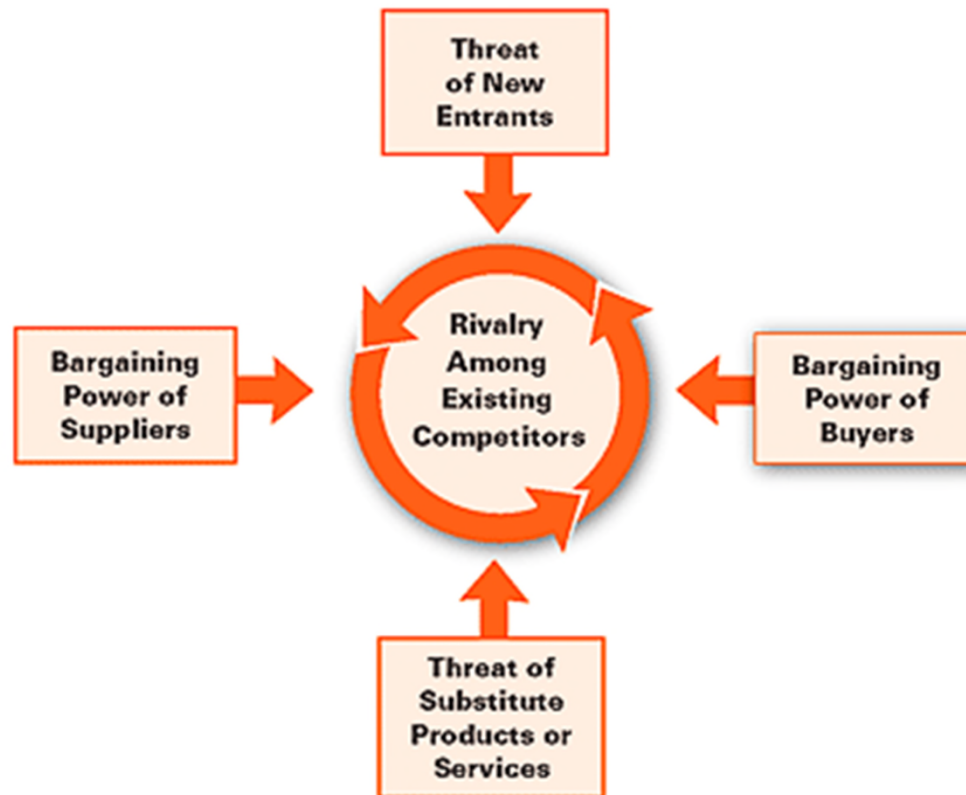 Threat
of New
Entrants
Rivalry
Among
Existing
Competitors
Bargaining
Power of
Suppliers
Bargaining
Power of
Buyers
Threat of
Substitute
Products or
Services